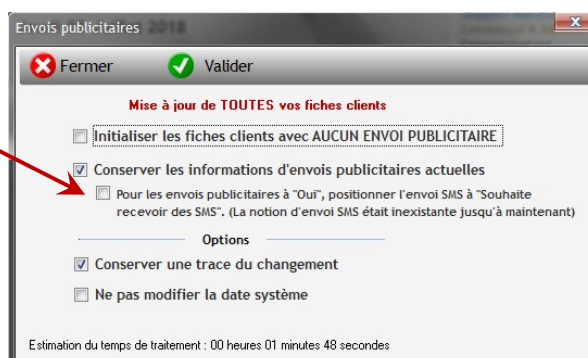 Envois publicitaires
Fermer Valider
Mise à jour de TOUTES vos fiches clients
Initialiser les fiches clients avec AUCUN ENVOI PUBLICITAIRE
Conserver les informations d'envois publicitaires actuelles
Pour les envois publicitaires à "Oui", positionner l'envoi SMS à "Souhaite
recevoir des SMS". (La notion d'envoi SMS était inexistante jusqu'à maintenant)
Options
Conserver une trace du changement
Ne pas modifier la date système
Estimation du temps de traitement : 00 heures 01 minutes 48 secondes